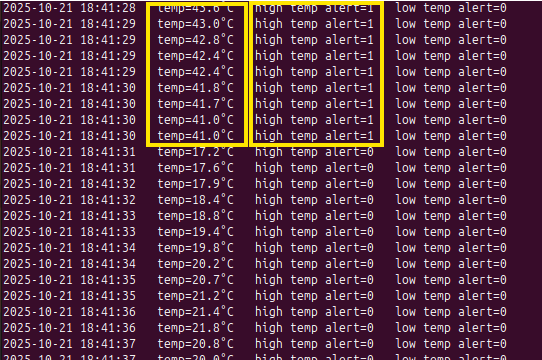 2025-10-21 18:41:28 temp=43.0°C high temp alert=1 low temp alert=0
2025-10-21 18:41:29 temp=43.0°C high temp alert=1 low temp alert=0
2025-10-21 18:41:29 temp=42.8°C high temp alert=1 low temp alert=0
2025-10-21 18:41:29 temp=42.4°C high temp alert=1 low temp alert=0
2025-10-21 18:41:29 temp=42.4°C high temp alert=1 low temp alert=0
2025-10-21 18:41:30 temp=41.8°C high temp alert=1 low temp alert=0
2025-10-21 18:41:30 temp=41.7°C high temp alert=1 low temp alert=0
2025-10-21 18:41:30 temp=41.0°C high temp alert=1 low temp alert=0
2025-10-21 18:41:30 temp=41.0°C high temp alert=1 low temp alert=0
2025-10-21 18:41:31 temp=17.2°C high temp alert=0 low temp alert=0
2025-10-21 18:41:31 temp=17.6°C high temp alert=0 low temp alert=0
2025-10-21 18:41:32 temp=17.9°C high temp alert=0 low temp alert=0
2025-10-21 18:41:32 temp=18.4°C high temp alert=0 low temp alert=0
2025-10-21 18:41:33 temp=18.8°C high temp alert=0 low temp alert=0
2025-10-21 18:41:33 temp=19.4°C high temp alert=0 low temp alert=0
2025-10-21 18:41:34 temp=19.8°C high temp alert=0 low temp alert=0
2025-10-21 18:41:34 temp=20.2°C high temp alert=0 low temp alert=0
2025-10-21 18:41:35 temp=20.7°C high temp alert=0 low temp alert=0
2025-10-21 18:41:35 temp=21.2°C high temp alert=0 low temp alert=0
2025-10-21 18:41:36 temp=21.4°C high temp alert=0 low temp alert=0
2025-10-21 18:41:36 temp=21.8°C high temp alert=0 low temp alert=0
2025-10-21 18:41:37 temp=20.8°C high temp alert=0 low temp alert=0
2025-10-21 18:41:37 high temp alert=0 low temp alert=0